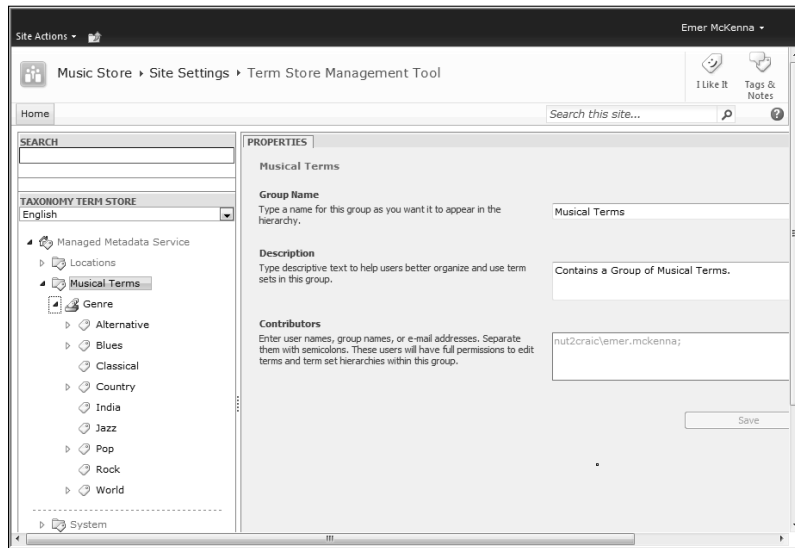 Emer McKenna
Site Actions
Music Store ▸ Site Settings ▸ Term Store Management Tool
I Like It
Tags &
Notes
Home
Search this site...
SEARCH
TAXONOMY TERM STORE
English
Managed Metadata Service
Locations
Musical Terms
Genre
Alternative
Blues
Classical
Country
India
Jazz
Pop
Rock
World
System
PROPERTIES
Musical Terms
Group Name
Type a name for this group as you want it to appear in the
hierarchy.
Musical Terms
Description
Type descriptive text to help users better organize and use term
sets in this group.
Contains a Group of Musical Terms.
Contributors
Enter user names, group names, or e-mail addresses. Separate
them with semicolons. These users will have full permissions to edit
terms and term set hierarchies within this group.
nut2craic\emer.mckenna;
Save